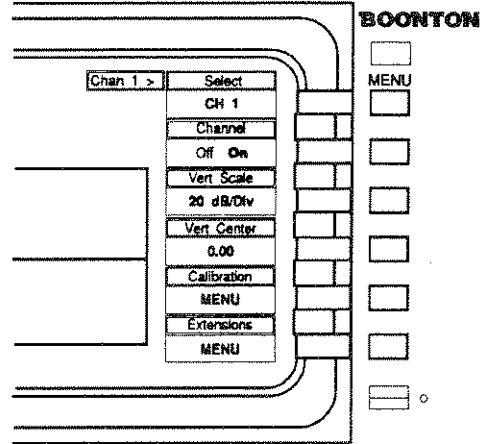 BOONTON
MENU
Chan 1 > Select
CH 1
Channel
Off On
Vert Scale
20 dB/Div
Vert Center
0.00
Calibration
MENU
Extensions
MENU